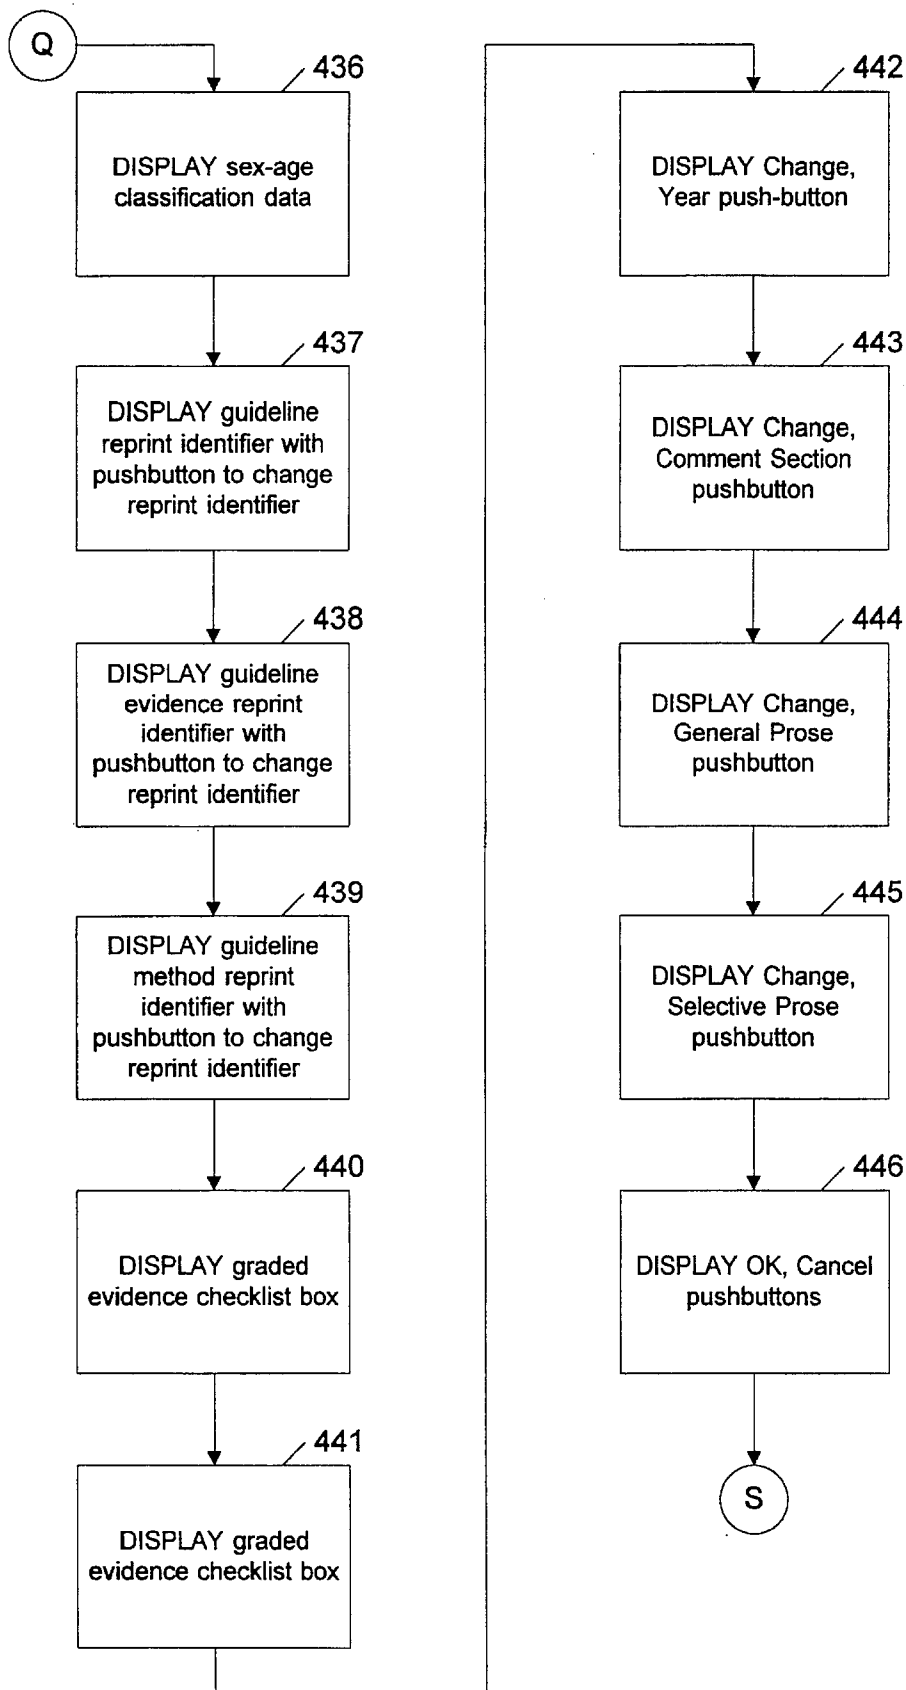 Q
436
DISPLAY sex-age
classification data
437
DISPLAY guideline
reprint identifier with
pushbutton to change
reprint identifier
438
DISPLAY guideline
evidence reprint
identifier with
pushbutton to change
reprint identifier
439
DISPLAY guideline
method reprint
identifier with
pushbutton to change
reprint identifier
440
DISPLAY graded
evidence checklist box
441
DISPLAY graded
evidence checklist box
442
DISPLAY Change,
Year push-button
443
DISPLAY Change,
Comment Section
pushbutton
444
DISPLAY Change,
General Prose
pushbutton
445
DISPLAY Change,
Selective Prose
pushbutton
446
DISPLAY OK, Cancel
pushbuttons
S